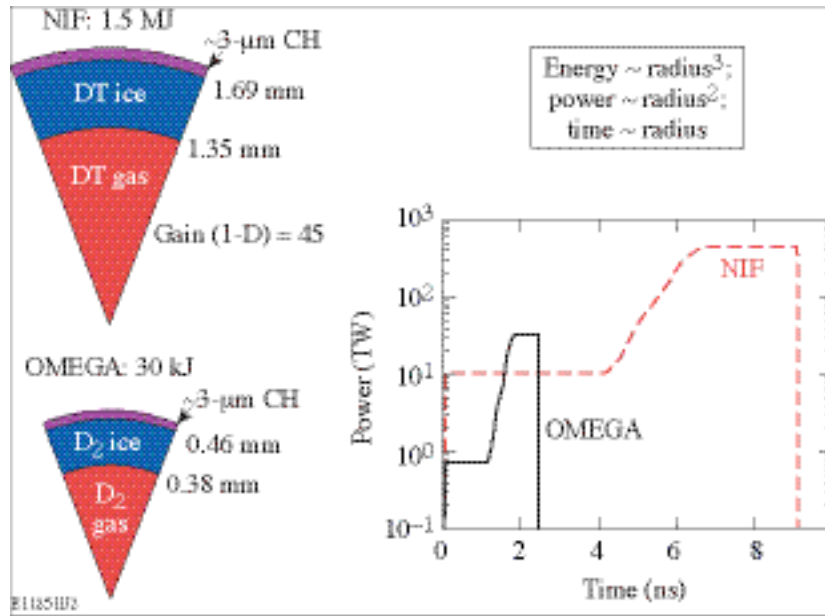 NIF: 1.5 MJ
~3-μm CH
DT ice
1.69 mm
1.35 mm
DT gas
Gain (1-D) = 45
OMEGA: 30 kJ
~3-μm CH
D2 ice
0.46 mm
0.38 mm
D2
gas
Energy ~ radius³;
power ~ radius²;
time ~ radius
10³
10²
10¹
10⁰
10⁻¹
Power (TW)
NIF
OMEGA
0 2 4 6 8
Time (ns)